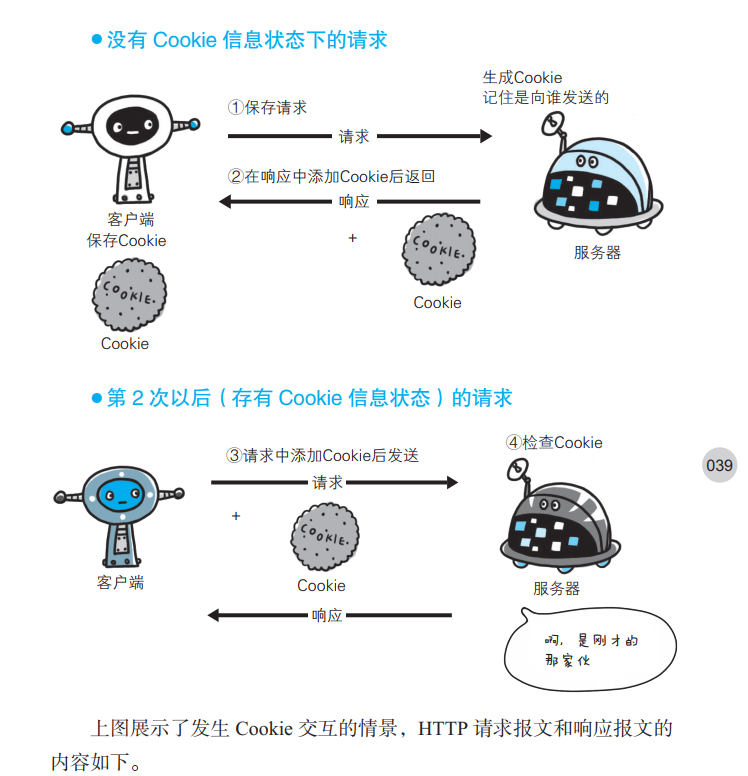 ●没有 Cookie 信息状态下的请求
生成Cookie
记住是向谁发送的
①保存请求
请求
②在响应中添加Cookie后返回
响应
客户端
保存Cookie
+
COOKIE.
服务器
COOKIE.
Cookie
Cookie
●第 2 次以后（存有 Cookie 信息状态）的请求
④检查Cookie
③请求中添加Cookie后发送
039
请求
+
COOKIE.
客户端
Cookie
服务器
响应
啊，是刚才的
那家伙
上图展示了发生 Cookie 交互的情景，HTTP 请求报文和响应报文的
内容如下。